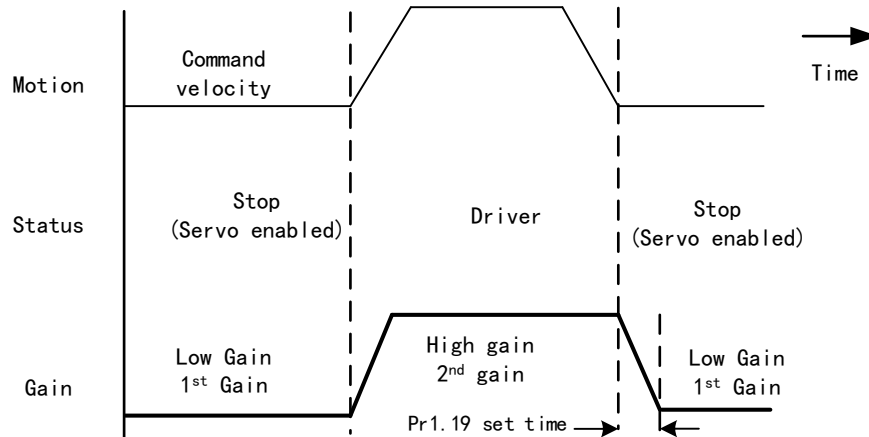 Command
velocity
Motion
Time
Stop
(Servo enabled)
Status
Driver
Stop
(Servo enabled)
Low Gain
1st Gain
High gain
2nd gain
Low Gain
1st Gain
Gain
Pr1.19 set time